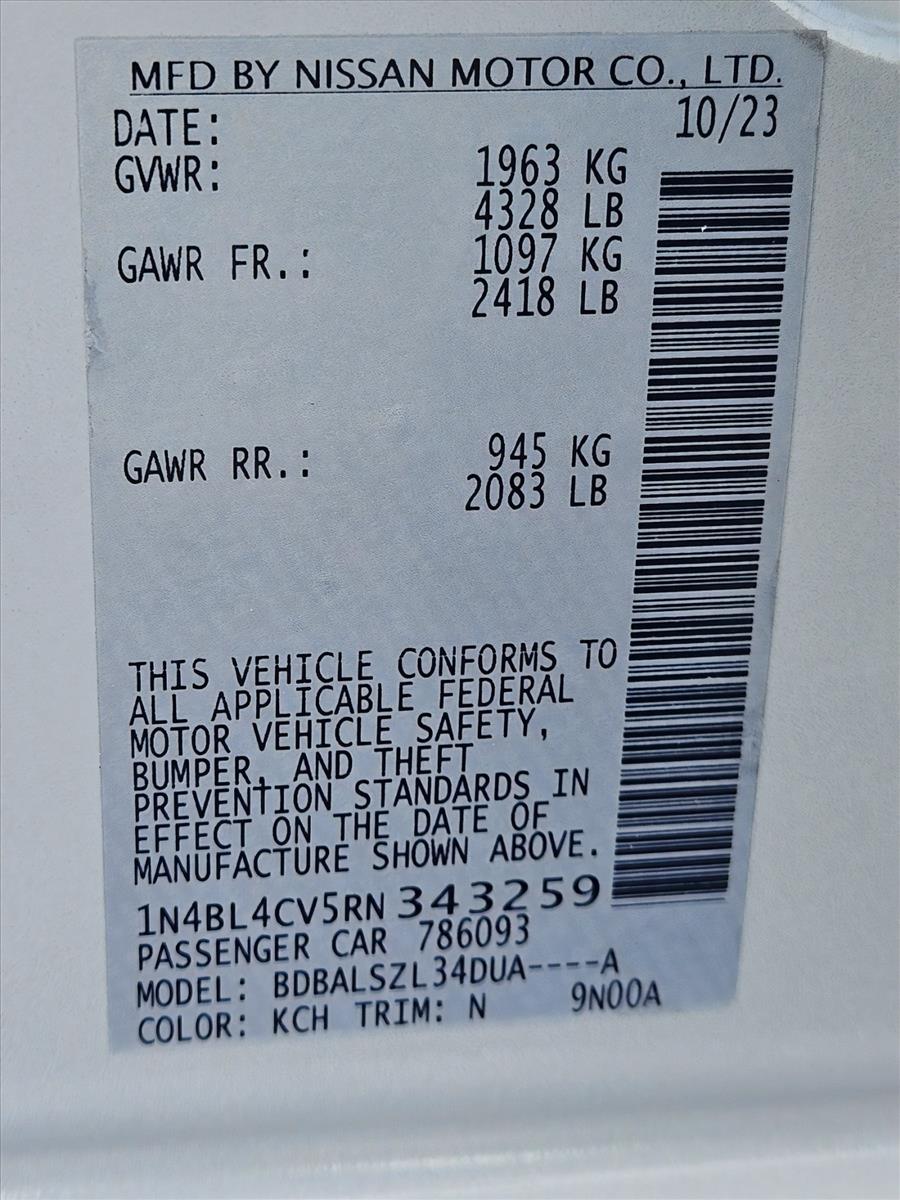 MFD BY NISSAN MOTOR CO., LTD.
DATE: 10/23
GVWR: 1963 KG
4328 LB
GAWR FR.: 1097 KG
2418 LB
GAWR RR.: 945 KG
2083 LB
THIS VEHICLE CONFORMS TO
ALL APPLICABLE FEDERAL
MOTOR VEHICLE SAFETY,
BUMPER, AND THEFT
PREVENTION STANDARDS IN
EFFECT ON THE DATE OF
MANUFACTURE SHOWN ABOVE.
1N4BL4CV5RN 343259
PASSENGER CAR 786093
MODEL: BDBALSZL34DUA----A
COLOR: KCH TRIM: N 9N00A